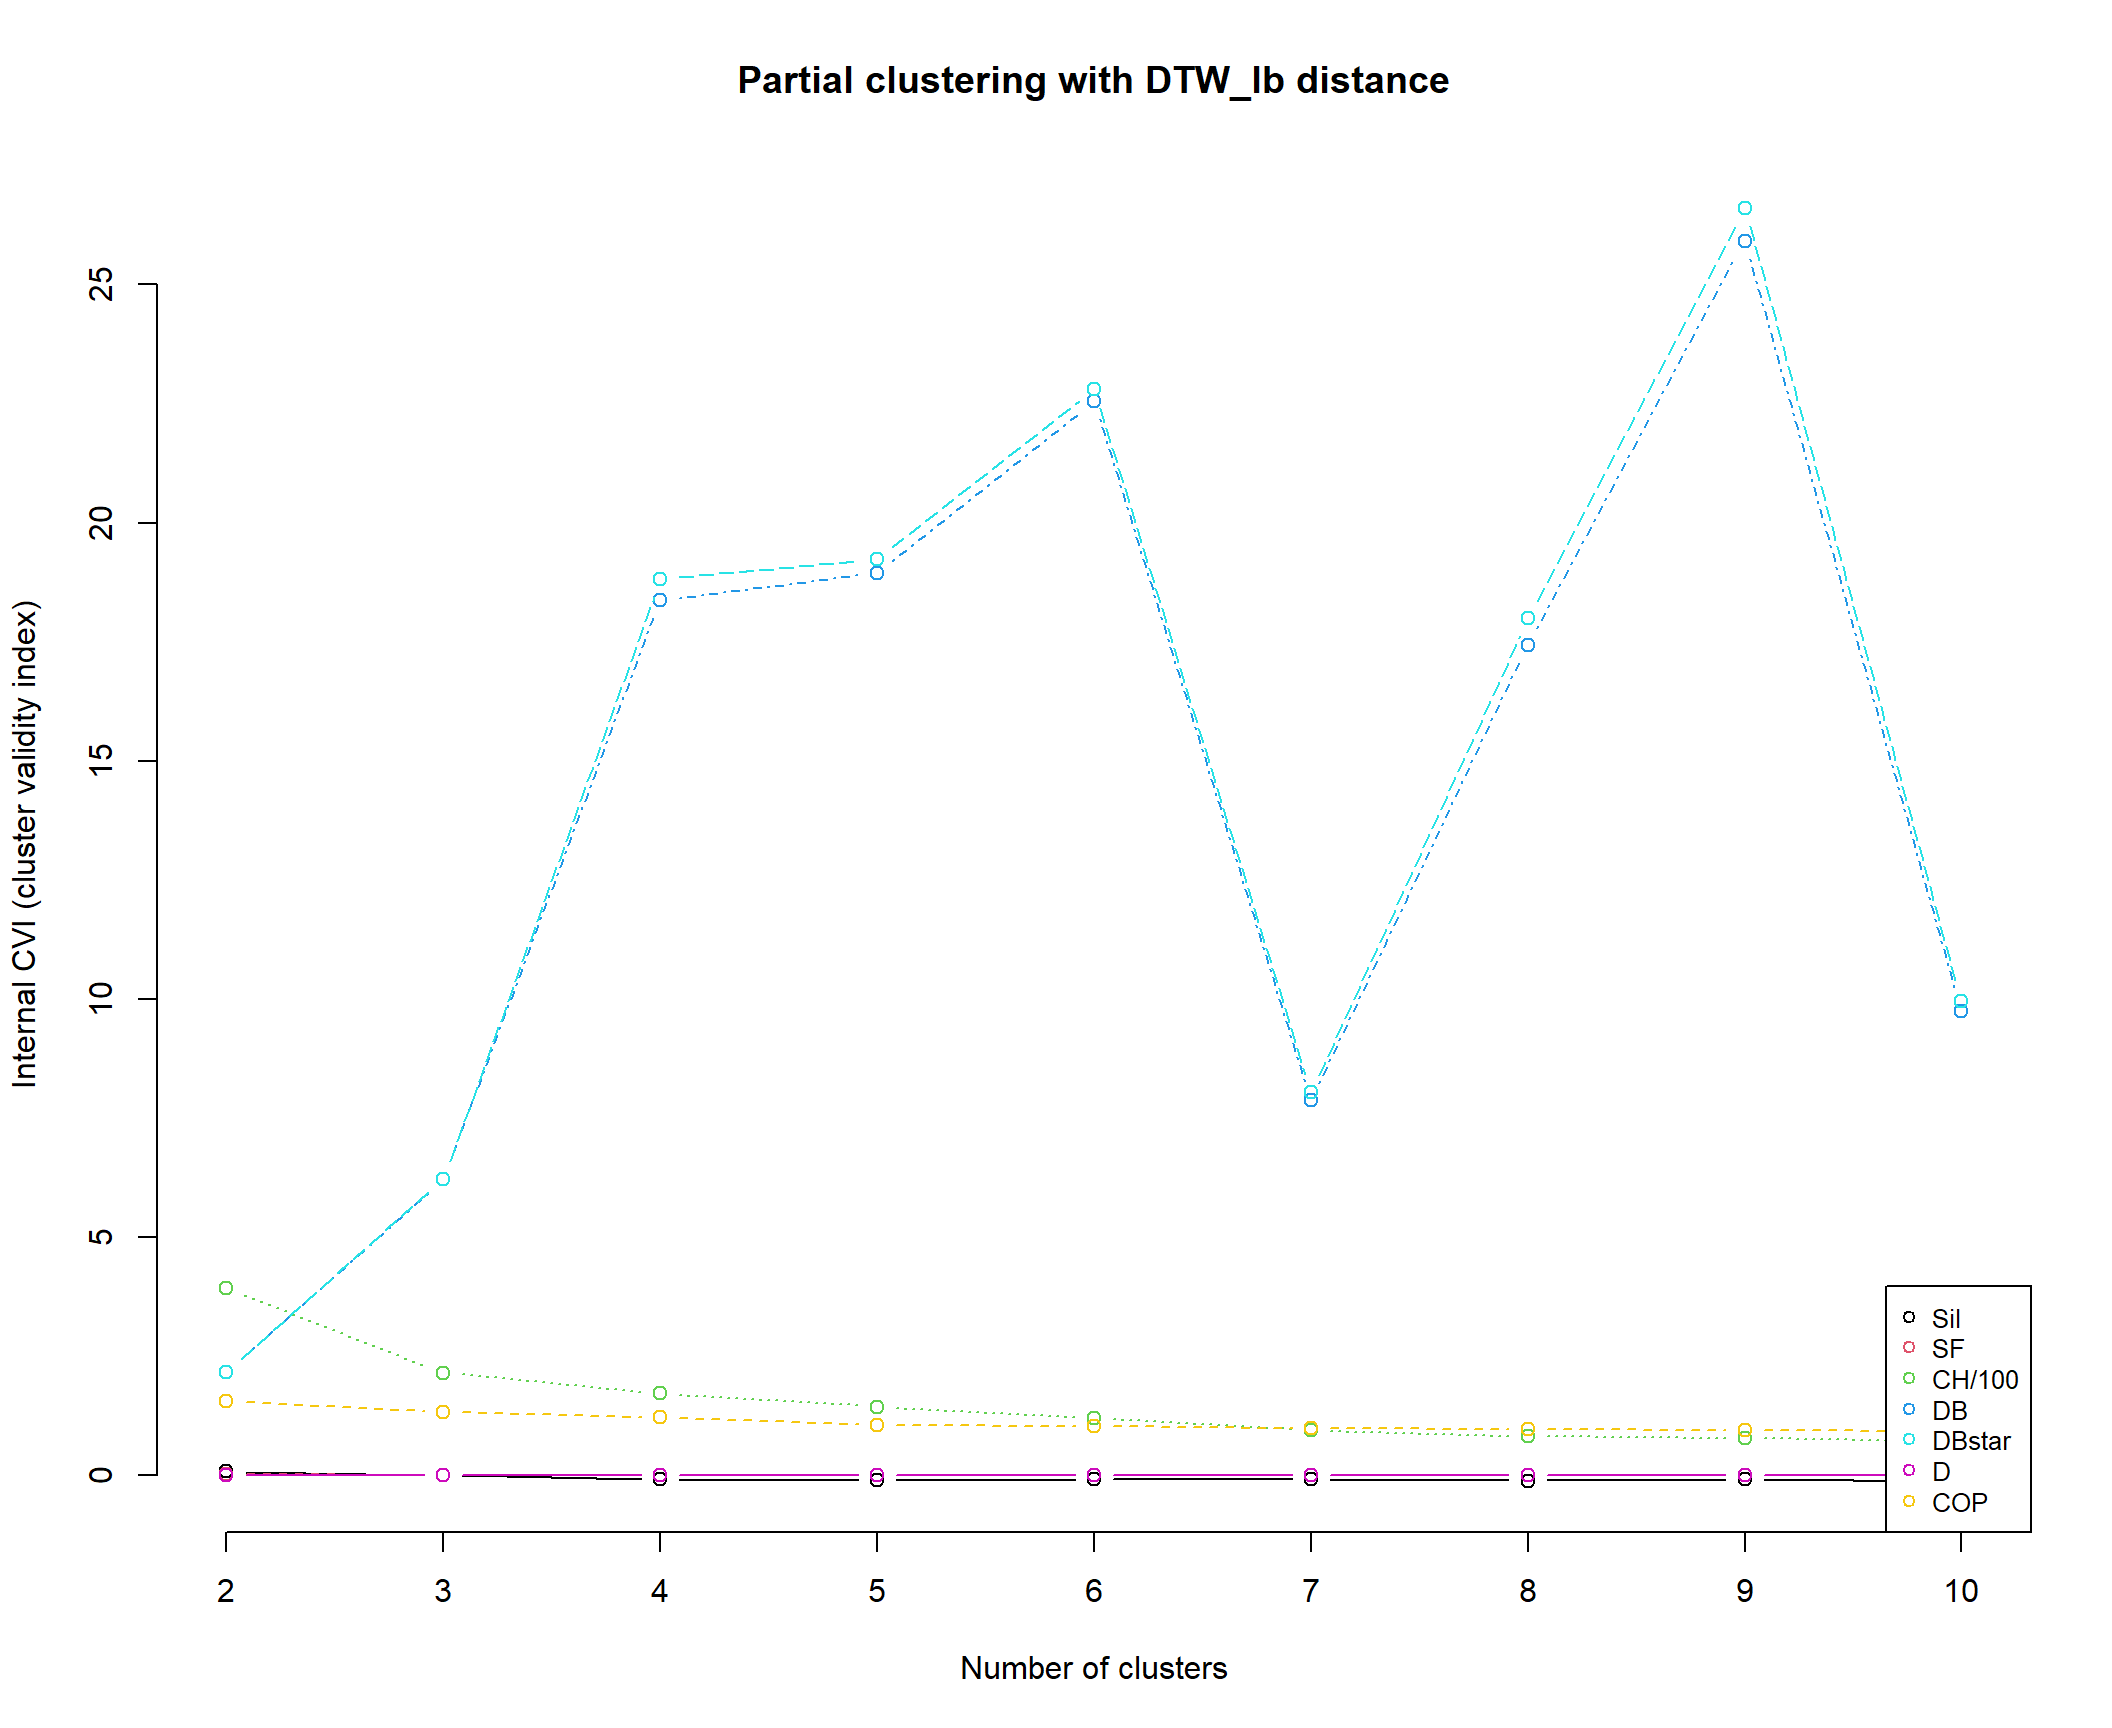 Partial clustering with DTW_lb distance
Internal CVI (cluster validity index)
25
20
15
10
5
0
Sil
SF
CH/100
DB
DBstar
D
COP
2 3 4 5 6 7 8 9 10
Number of clusters